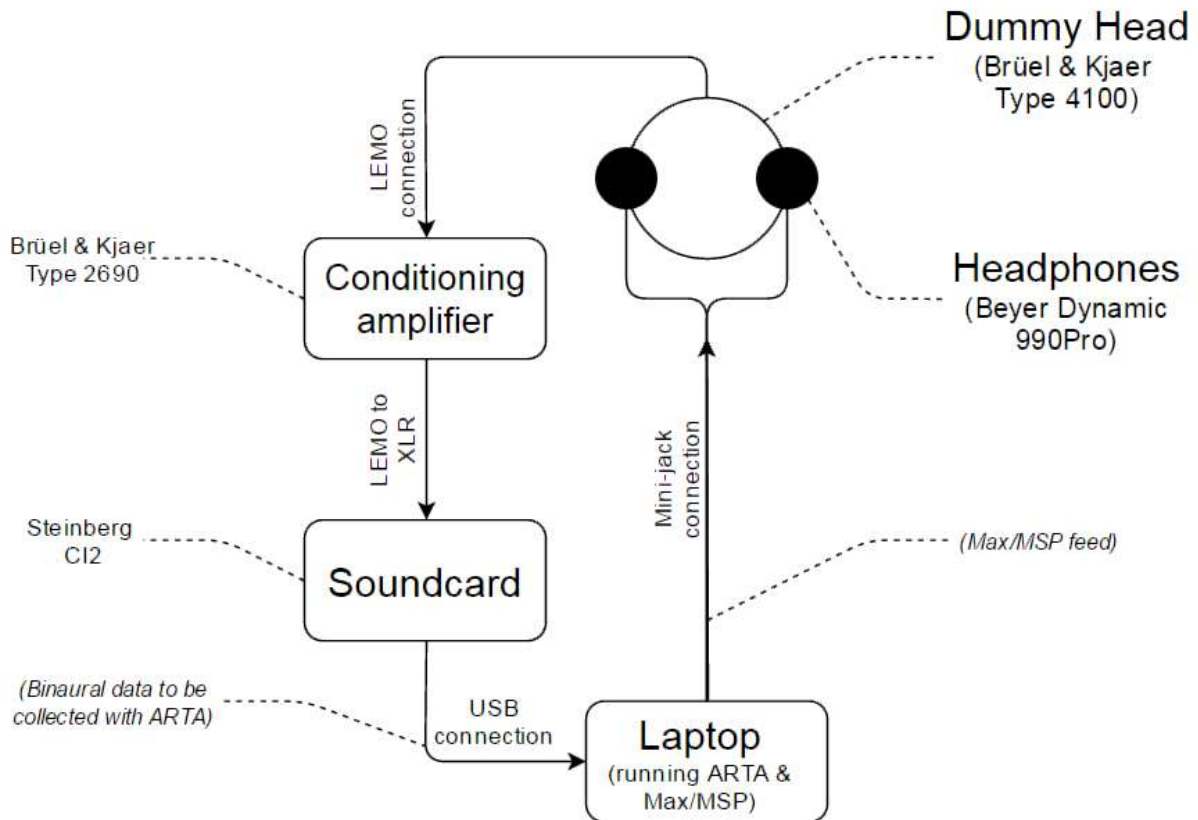 Dummy Head
(Brüel & Kjaer
Type 4100)
LEMO
connection
Brüel & Kjaer
Type 2690
Conditioning
amplifier
Headphones
(Beyer Dynamic
990Pro)
LEMO to
XLR
Mini-jack
connection
Steinberg
CI2
Soundcard
(Max/MSP feed)
(Binaural data to be
collected with ARTA)
USB
connection
Laptop
(running ARTA &
Max/MSP)